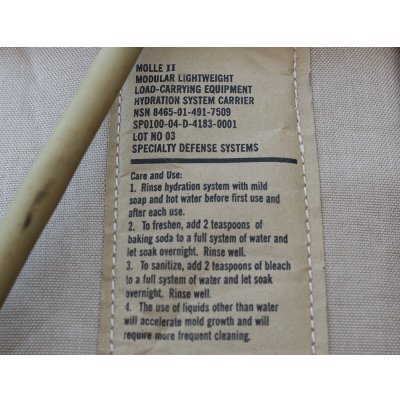 MOLLE II
MODULAR LIGHTWEIGHT
LOAD-CARRYING EQUIPMENT
HYDRATION SYSTEM CARRIER
NSN 8465-01-491-7509
SP0100-04-D-4183-0001
LOT NO 03
SPECIALTY DEFENSE SYSTEMS
Care and Use:
1. Rinse hydration system with mild
soap and hot water before first use and
after each use.
2. To freshen, add 2 teaspoons of
baking soda to a full system of water and
let soak overnight. Rinse well.
3. To sanitize, add 2 teaspoons of bleach
to a full system of water and let soak
overnight. Rinse well.
4. The use of liquids other than water
will accelerate mold growth and will
require more frequent cleaning.